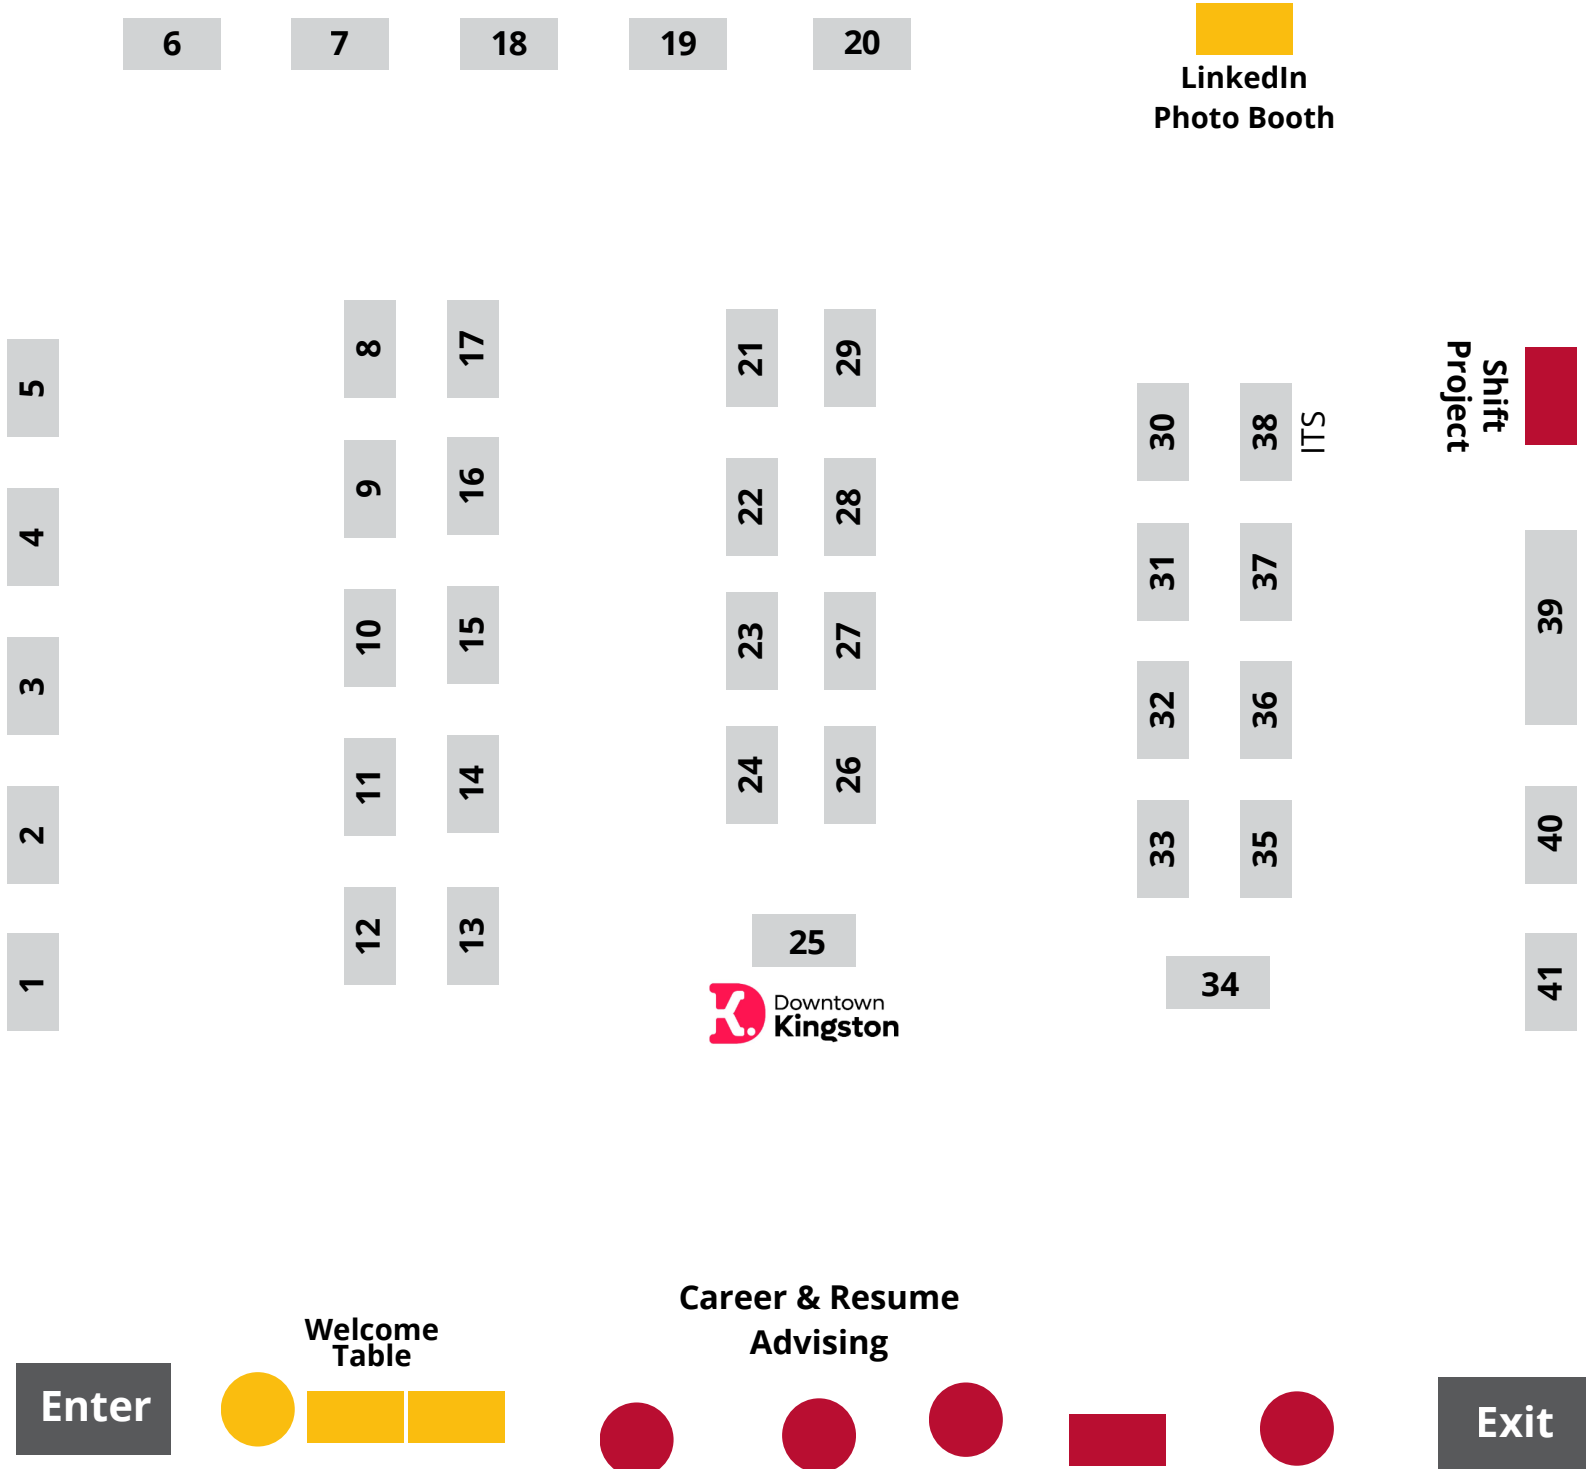 6 7 18 19 20
LinkedIn
Photo Booth
8 17
21 29
5
30 38 ITS
Shift
Project
9 16
22 28
4
31 37
39
10 15
23 27
3
32 36
11 14
24 26
2
33 35
40
12 13
25
1
34
41
Downtown
Kingston
Career & Resume
Advising
Welcome
Table
Enter
Exit